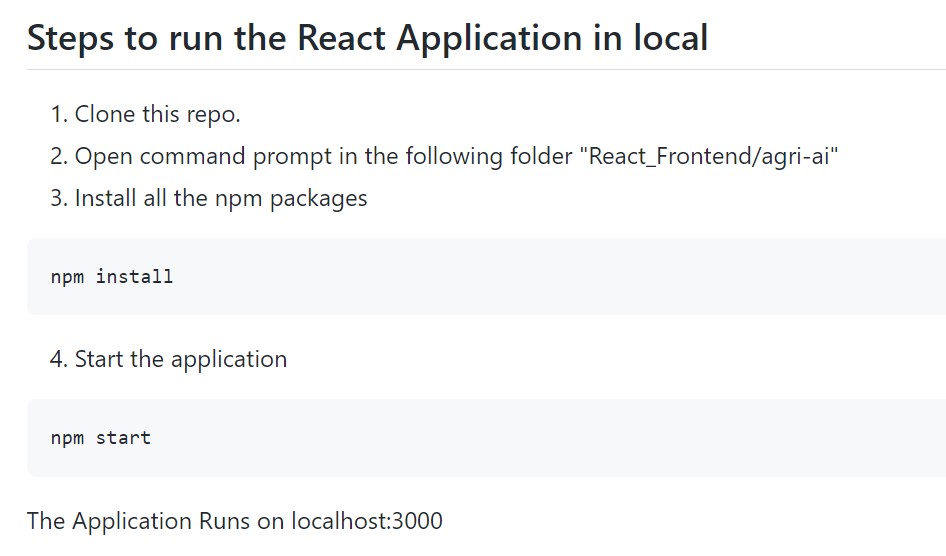 Steps to run the React Application in local
1. Clone this repo.
2. Open command prompt in the following folder "React_Frontend/agri-ai"
3. Install all the npm packages
npm install
4. Start the application
npm start
The Application Runs on localhost:3000